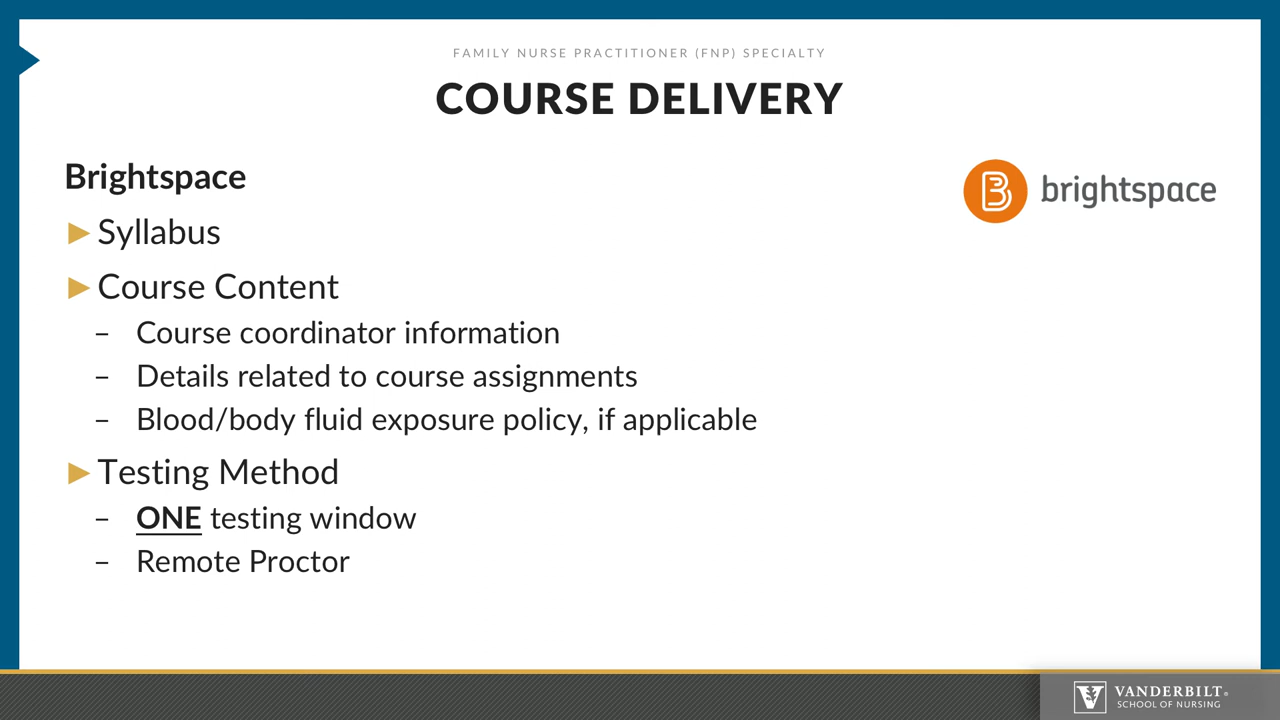 FAMILY NURSE PRACTITIONER (FNP) SPECIALTY
COURSE DELIVERY
Brightspace
brightspace
► Syllabus
► Course Content
– Course coordinator information
– Details related to course assignments
– Blood/body fluid exposure policy, if applicable
► Testing Method
– ONE testing window
– Remote Proctor
V VANDERBILT®
SCHOOL OF NURSING